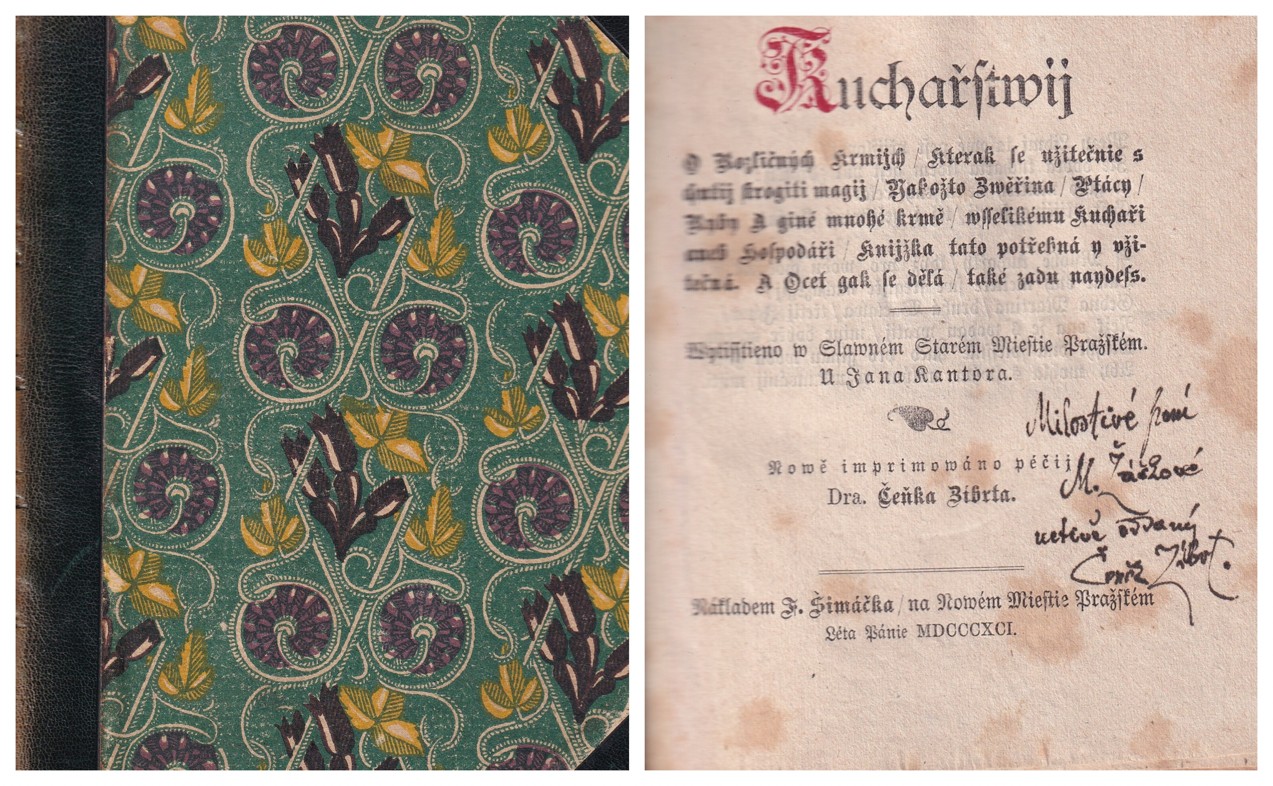 Kuchařstwij
O Rozličných Krmijch / Kterak se užitečnie s
chutij strogiti magij / Yakožto Zwěřina / Ptácy /
Ryby A giné mnohé krmě / wsselikému Kuchaři
aneb Hospodáři / Knijžka tato potřebná y vži-
tečná. A Ocet gak se dělá / také zadu naydess.
Wytisstieno w Slawném Starém Miestie Pražském.
U Jana Kantora.
Nowě imprimowáno péčij
Dra. Čeňka Zíbrta.
Milostivé paní
M.
uctivě oddaný
Čeněk Zíbrt.
Nákladem F. Šimáčka / na Nowém Miestie Pražském
Léta Pánie MDCCCXCI.